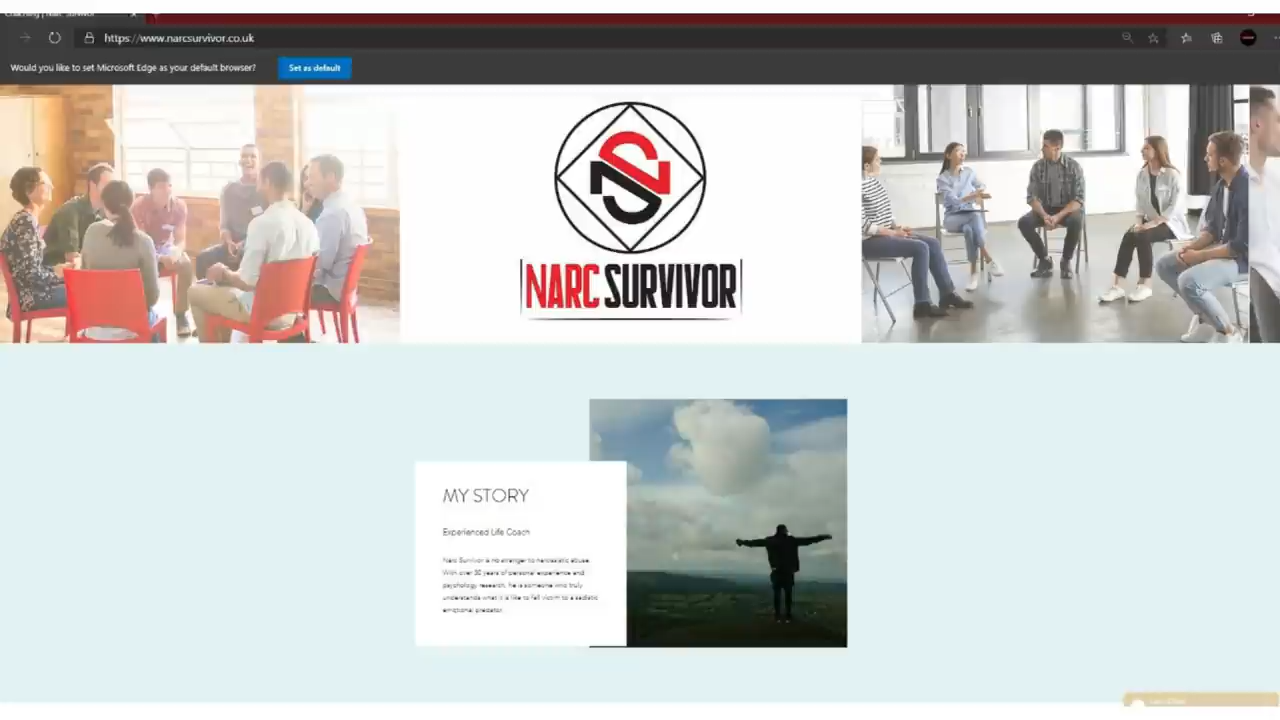 https://www.narcsurvivor.co.uk
Would you like to set Microsoft Edge as your default browser?
Set as default
NARC SURVIVOR
MY STORY
Experienced Life Coach
Narc Survivor is no stranger to narcissistic abuse.
With over 30 years of personal experience and
psychology research, he is someone who truly
understands what it is like to fall victim to a sadistic
emotional predator.